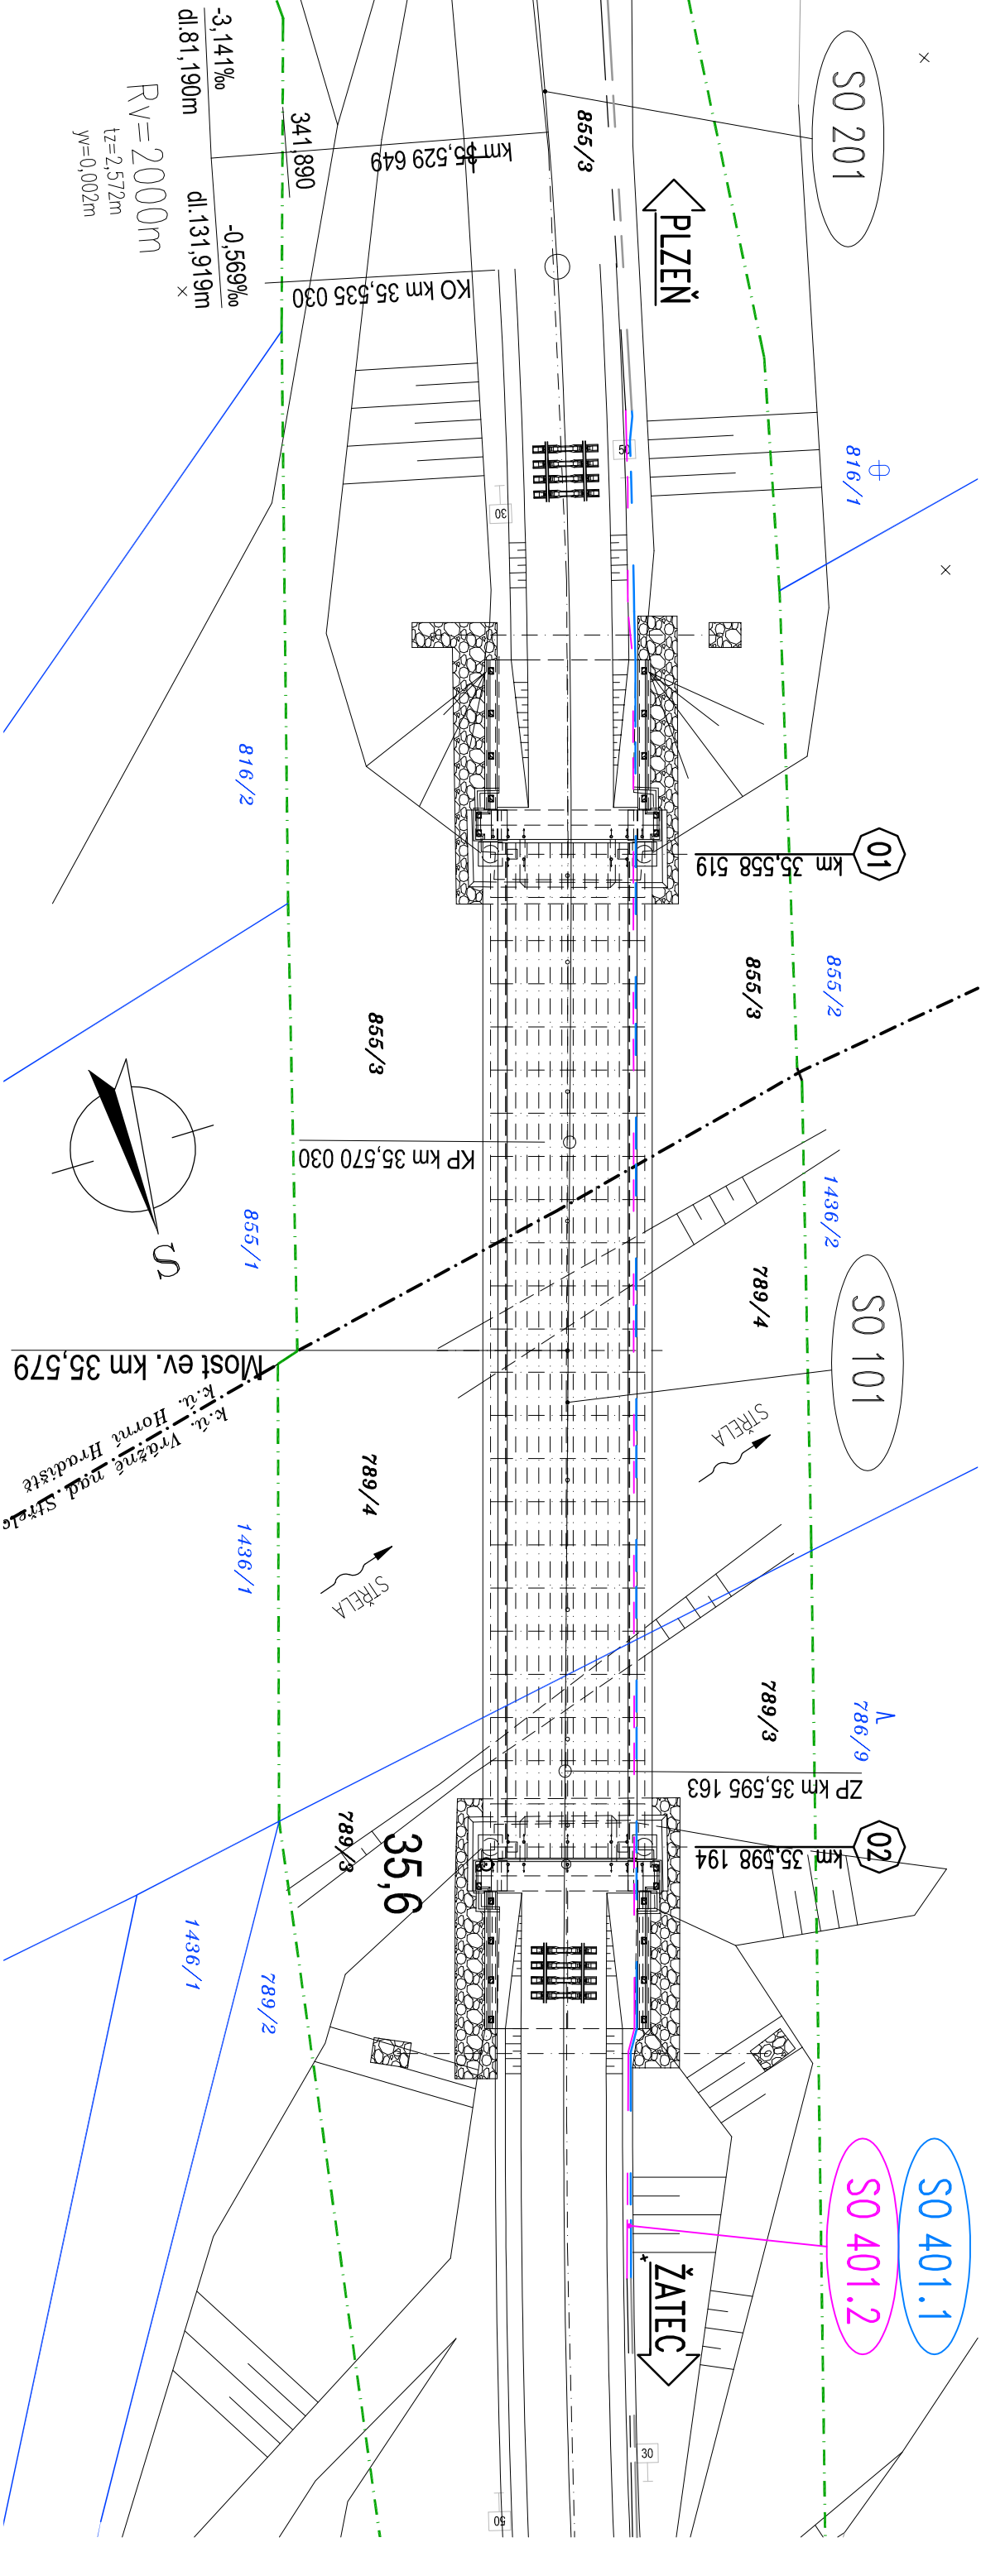 SO 201
-3,141‰
dl.81,190m
-0,569‰
dl.131,919m
341,890
Rv=2000m
tz=2,572m
yv=0,002m
km 35,529 649
855/3
PLZEŇ
KO km 35,535 030
816/1
50
30
816/2
01
km 35,558 519
855/3
855/2
855/3
KP km 35,570 030
1436/2
855/1
S
789/4
SO 101
Most ev. km 35,579
k.ú. Horní Hradiště
k.ú. Vrážné nad Střelo
STŘELA
789/4
1436/1
STŘELA
789/3
786/9
ZP km 35,595 163
02
km 35,598 194
789/3
35,6
1436/1
789/2
SO 401.1
SO 401.2
ŽATEC
30
50